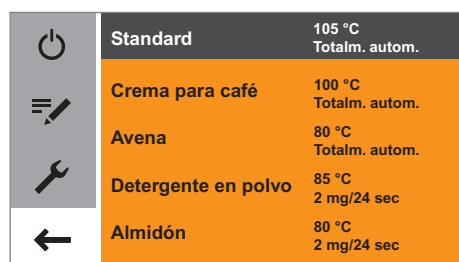 Standard
105 °C
Totalm. autom.
Crema para café
100 °C
Totalm. autom.
Avena
80 °C
Totalm. autom.
Detergente en polvo
85 °C
2 mg/24 sec
Almidón
80 °C
2 mg/24 sec